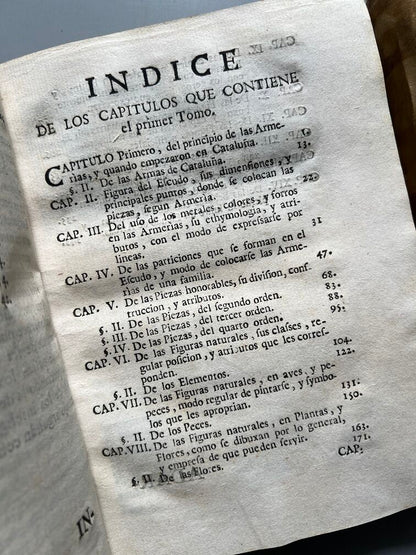 INDICE
DE LOS CAPITULOS QUE CONTIENE
el primer Tomo.
CAPITULO Primero, del principio de las Arme-
rias, y quando empezaron en Cataluña.
§. II. De las Armas de Cataluña. 13.
CAP. II. Figura del Escudo, sus dimensiones, y
principales puntos, donde se colocan las
piezas, segun Armeria. 22.
CAP. III. Del uso de los metales, colores, y forros
en las Armerias, su ethymologia, y atri-
butos, con el modo de expressarse por
lineas. 31
CAP. IV. De las particiones que se forman en el
Escudo, y modo de colocarse las Arme-
rias de una familia. 47.
CAP. V. De las Piezas honorables, su division, cons-
truccion, y atributos. 68.
§. II. De las Piezas, del segundo orden. 83.
§. III. De las Piezas, del tercero orden. 88.
§. IV. De las Piezas, del quarto orden. 95.
CAP. VI. De las Figuras naturales, sus classes, re-
gular posicion, y atributos que les corres-
ponden. 104.
§. II. De los Elementos. 122.
CAP. VII. De las Figuras naturales, en aves, y pe-
peces, modo regular de pintarse, y symbo-
los que les aproprian. 131.
§. II. De los Peces. 150.
CAP. VIII. De las Figuras naturales, en Plantas, y
Flores, como se dibuxan por lo general,
y empresa de que pueden servir. 163.
§. II. De las Flores. 171.
CAP:
IN-